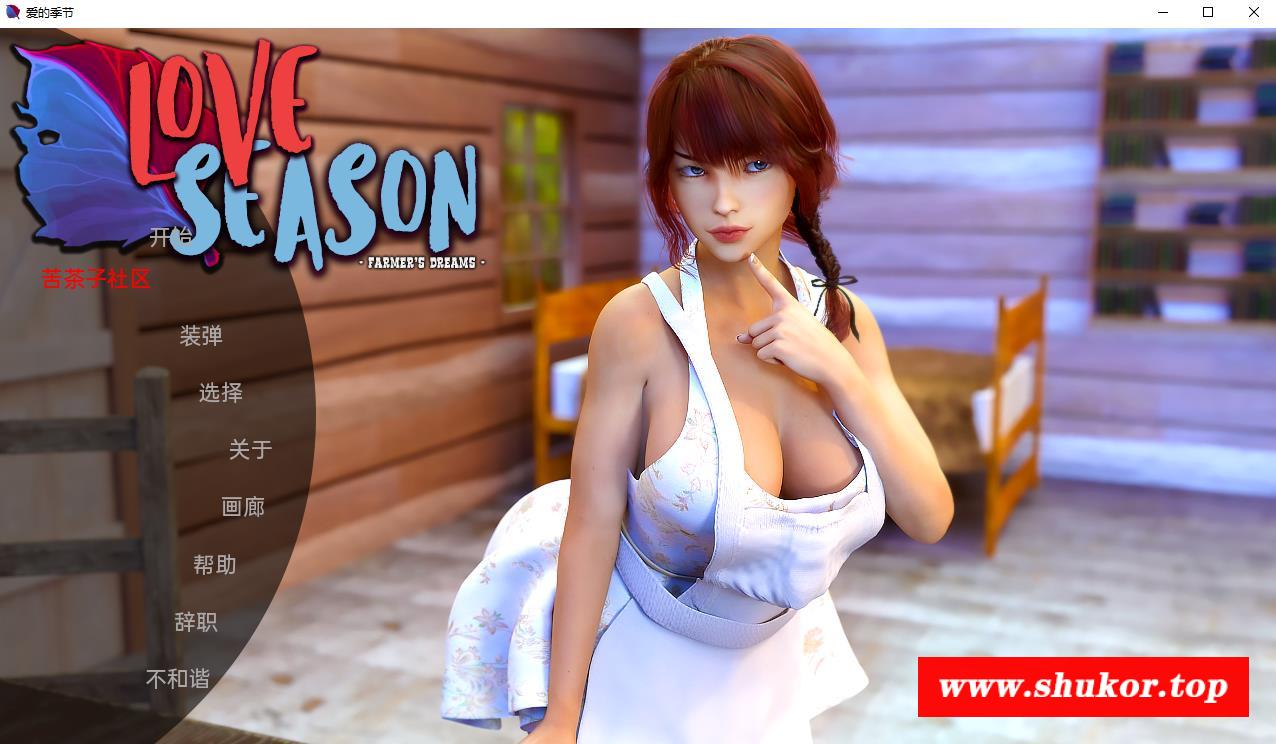 爱的季节
LOVE
SEASON
- FARMER'S DREAMS -
开始
苦茶子社区
装弹
选择
关于
画廊
帮助
辞职
不和谐
www.shukor.top